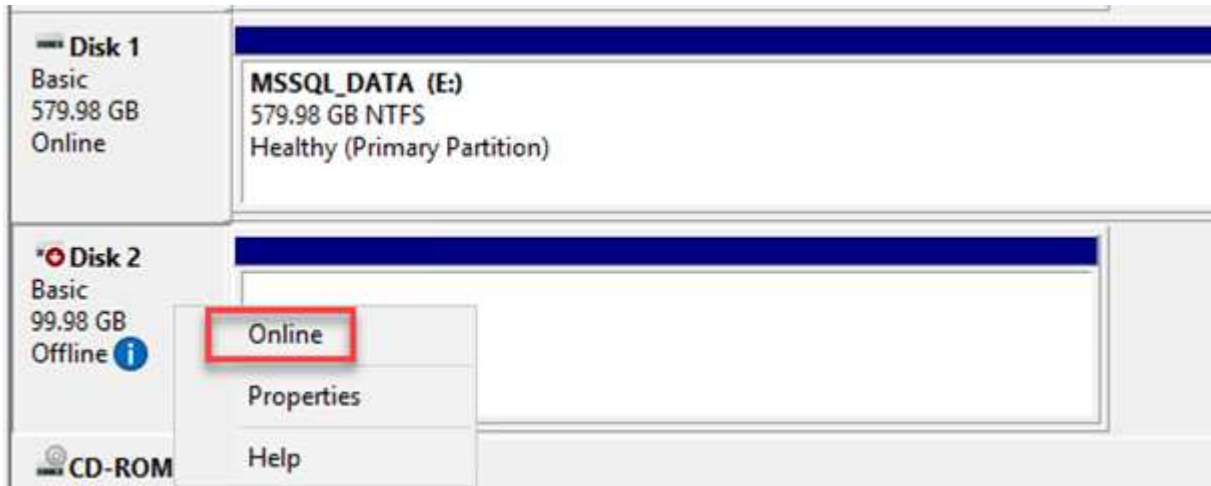 Disk 1
Basic
579.98 GB
Online
MSSQL_DATA (E:)
579.98 GB NTFS
Healthy (Primary Partition)
Disk 2
Basic
99.98 GB
Offline
Online
Properties
Help
CD-ROM